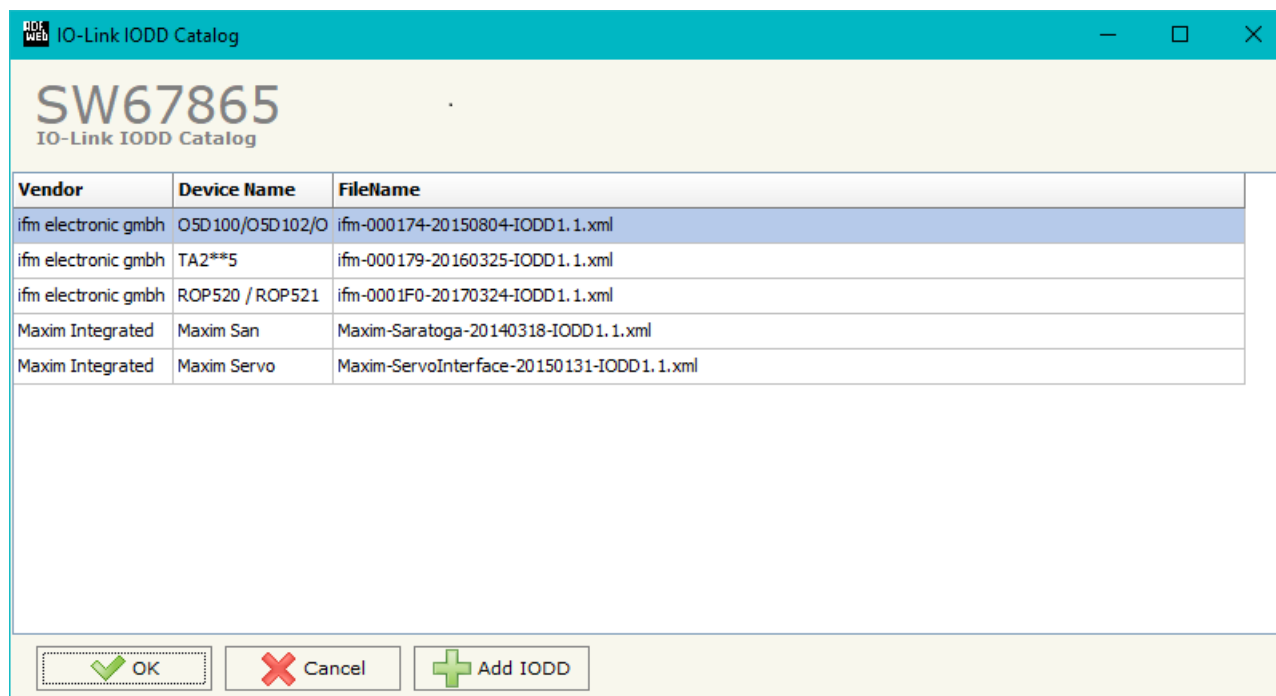 ADF WEB IO-Link IODD Catalog
SW67865
IO-Link IODD Catalog
Vendor Device Name FileName
ifm electronic gmbh O5D100/O5D102/O ifm-000174-20150804-IODD1.1.xml
ifm electronic gmbh TA2**5 ifm-000179-20160325-IODD1.1.xml
ifm electronic gmbh ROP520 / ROP521 ifm-0001F0-20170324-IODD1.1.xml
Maxim Integrated Maxim San Maxim-Saratoga-20140318-IODD1.1.xml
Maxim Integrated Maxim Servo Maxim-ServoInterface-20150131-IODD1.1.xml
OK Cancel Add IODD